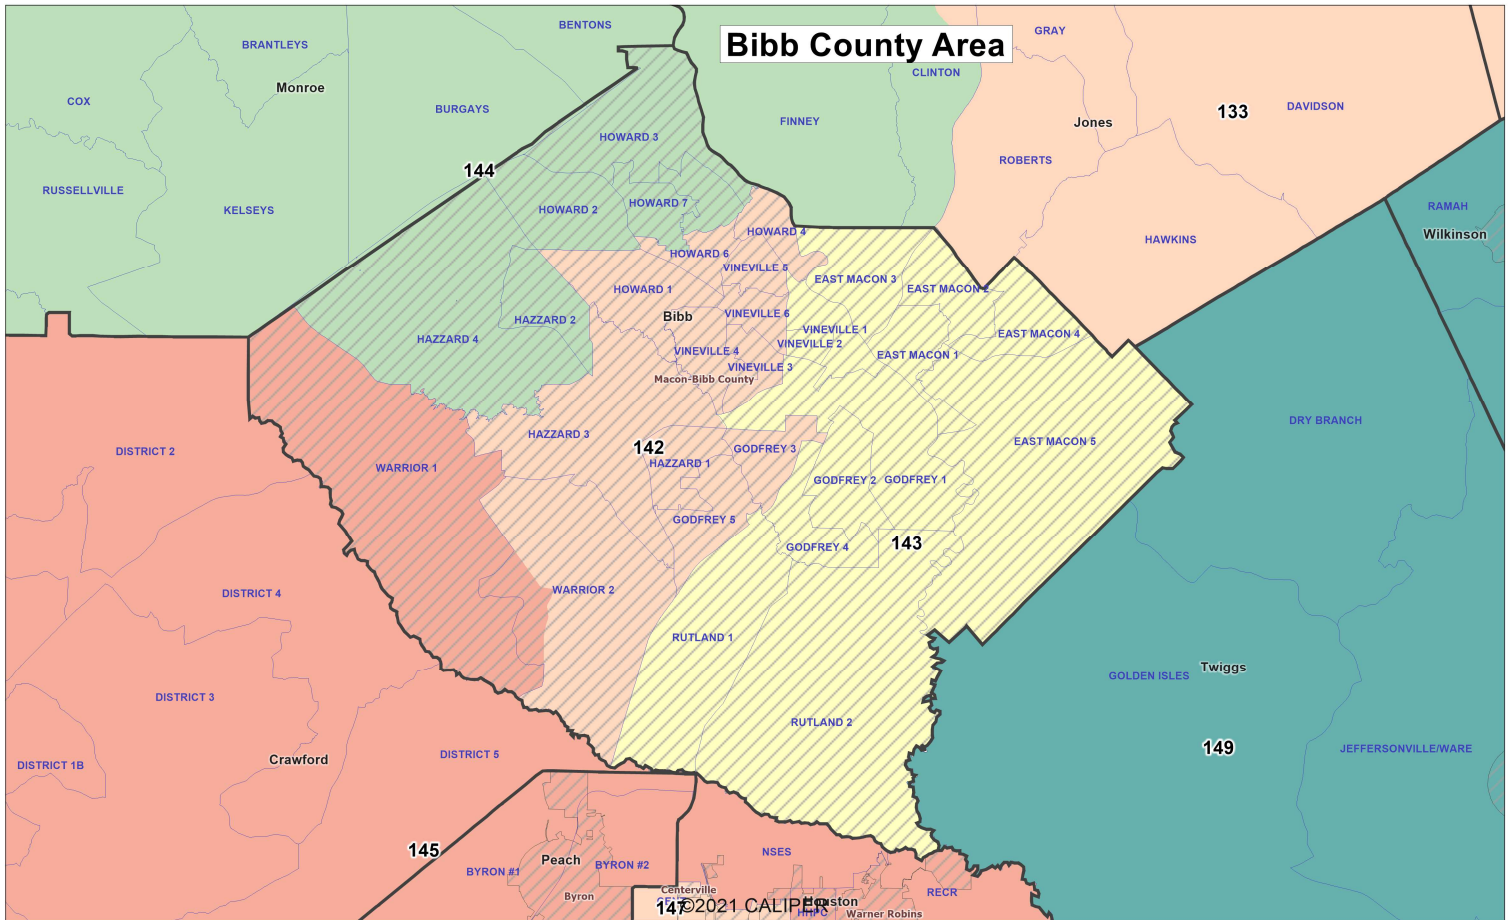 Bibb County Area
BENTONS
BRANTLEYS
Monroe
COX
BURGAYS
RUSSELLVILLE
KELSEYS
144
GRAY
CLINTON
FINNEY
Jones
133
DAVIDSON
ROBERTS
HAWKINS
RAMAH
Wilkinson
HOWARD 3
HOWARD 2
HOWARD 7
HOWARD 4
HOWARD 6
VINEVILLE 5
HOWARD 1
EAST MACON 3
EAST MACON 2
Bibb
VINEVILLE 6
HAZZARD 2
HAZZARD 4
VINEVILLE 1
VINEVILLE 2
EAST MACON 4
VINEVILLE 4
EAST MACON 1
VINEVILLE 3
Macon-Bibb County
HAZZARD 3
142
GODFREY 3
HAZZARD 1
EAST MACON 5
DRY BRANCH
DISTRICT 2
WARRIOR 1
GODFREY 2
GODFREY 1
GODFREY 5
143
GODFREY 4
DISTRICT 4
WARRIOR 2
RUTLAND 1
Twiggs
GOLDEN ISLES
DISTRICT 3
RUTLAND 2
149
JEFFERSONVILLE/WARE
DISTRICT 5
Crawford
DISTRICT 1B
145
NSES
Peach
BYRON #1
BYRON #2
Byron
Centerville
RECR
147
©2021 CALIPER
Houston
HHPC
Warner Robins